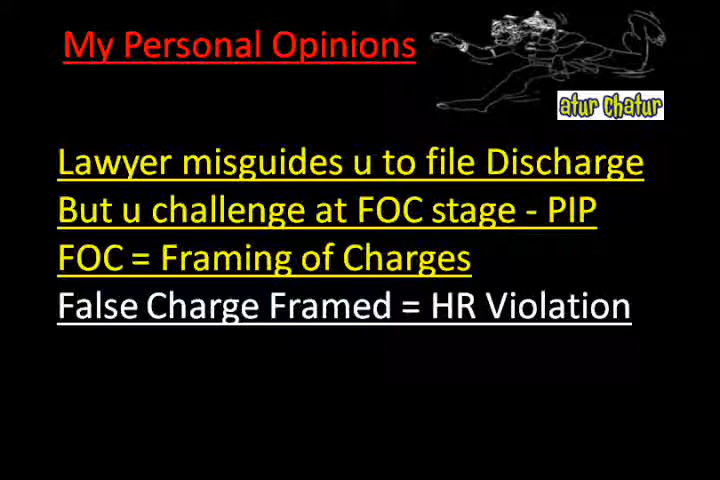 My Personal Opinions
atur chatur
Lawyer misguides u to file Discharge
But u challenge at FOC stage - PIP
FOC = Framing of Charges
False Charge Framed = HR Violation